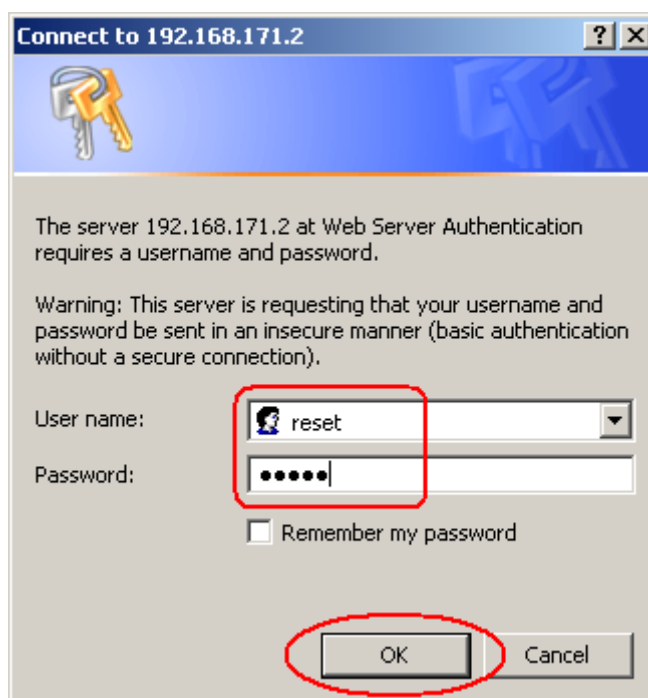 Connect to 192.168.171.2
The server 192.168.171.2 at Web Server Authentication
requires a username and password.
Warning: This server is requesting that your username and
password be sent in an insecure manner (basic authentication
without a secure connection).
User name: reset
Password: ●●●●●
Remember my password
OK Cancel